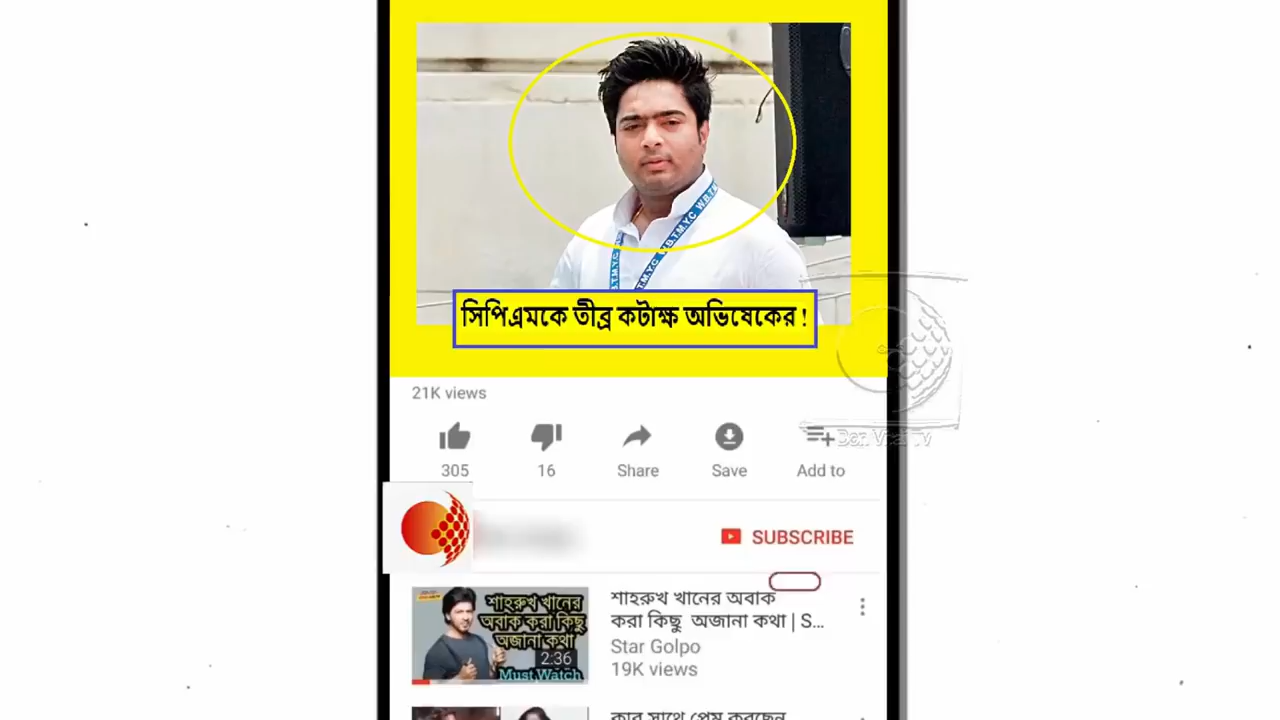 W.B.T.M.Y.C W.B.T.
B.T.M.Y.C
সিপিএমকে তীব্র কটাক্ষ অভিষেকের !
21K views
305
16
Share
Save
Add to
SUBSCRIBE
শাহরুখ খানের
অবাক করা কিছু
অজানা কথা
2:36
Must Watch
শাহরুখ খানের অবাক
করা কিছু অজানা কথা | S...
Star Golpo
19K views
কার সাথে প্রেম করছেন